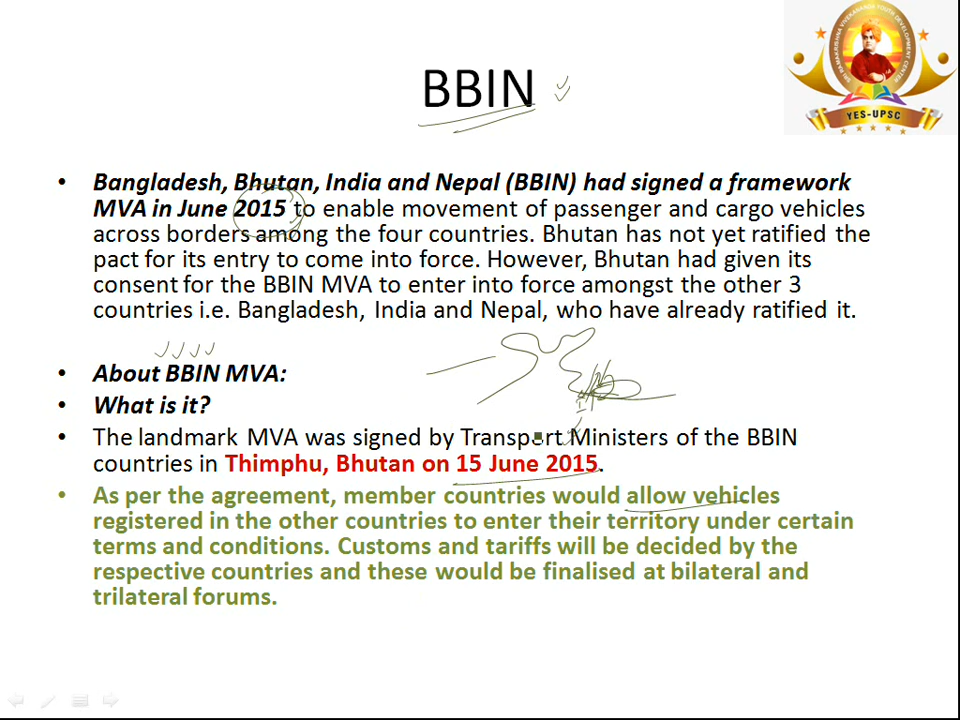 BBIN
SRI RAMAKRISHNA VIVEKANANDA YOUTH DEVELOPMENT CENTER
YES-UPSC
• Bangladesh, Bhutan, India and Nepal (BBIN) had signed a framework
MVA in June 2015 to enable movement of passenger and cargo vehicles
across borders among the four countries. Bhutan has not yet ratified the
pact for its entry to come into force. However, Bhutan had given its
consent for the BBIN MVA to enter into force amongst the other 3
countries i.e. Bangladesh, India and Nepal, who have already ratified it.
• About BBIN MVA:
• What is it?
• The landmark MVA was signed by Transport Ministers of the BBIN
countries in Thimphu, Bhutan on 15 June 2015.
• As per the agreement, member countries would allow vehicles
registered in the other countries to enter their territory under certain
terms and conditions. Customs and tariffs will be decided by the
respective countries and these would be finalised at bilateral and
trilateral forums.